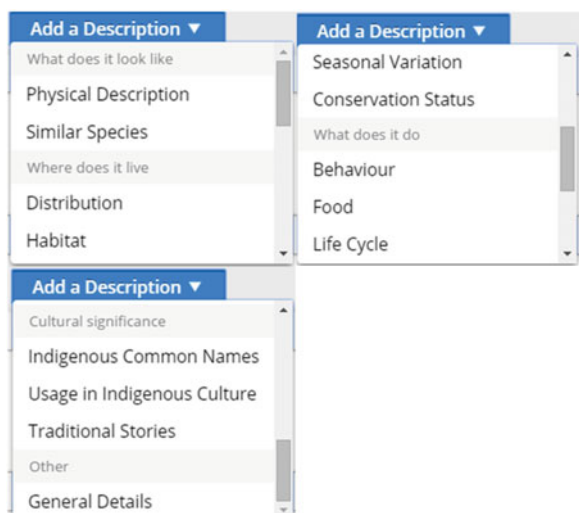 Add a Description ▼
What does it look like
Physical Description
Similar Species
Where does it live
Distribution
Habitat
Add a Description ▼
Seasonal Variation
Conservation Status
What does it do
Behaviour
Food
Life Cycle
Add a Description ▼
Cultural significance
Indigenous Common Names
Usage in Indigenous Culture
Traditional Stories
Other
General Details